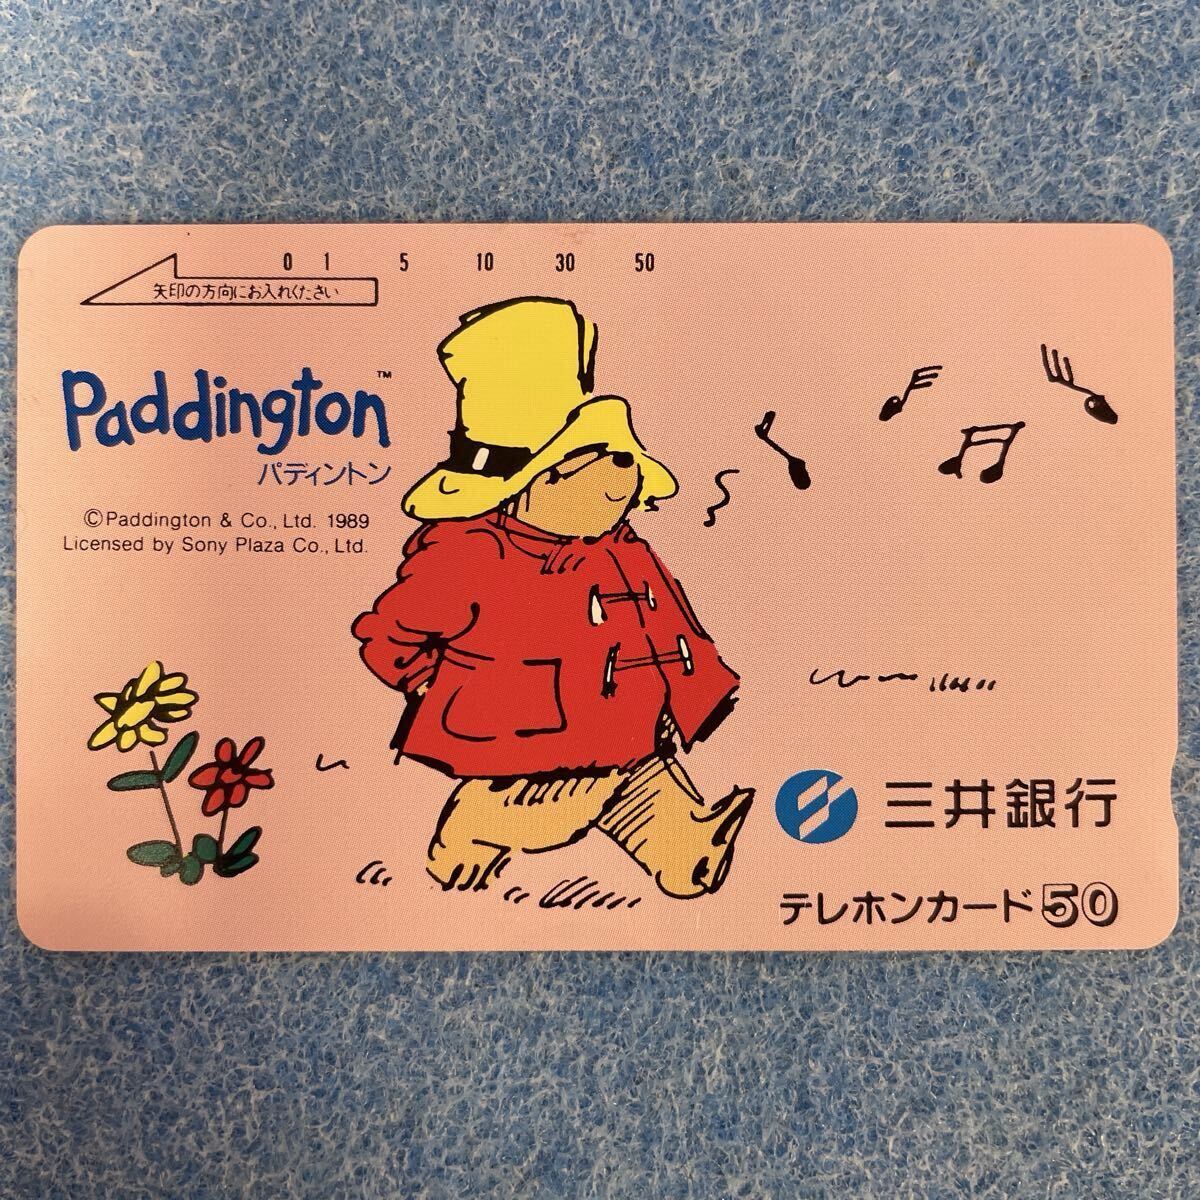 0 1 5 10 30 50
矢印の方向にお入れください
Paddington™
パディントン
©Paddington & Co., Ltd. 1989
Licensed by Sony Plaza Co., Ltd.
三井銀行
テレホンカード50